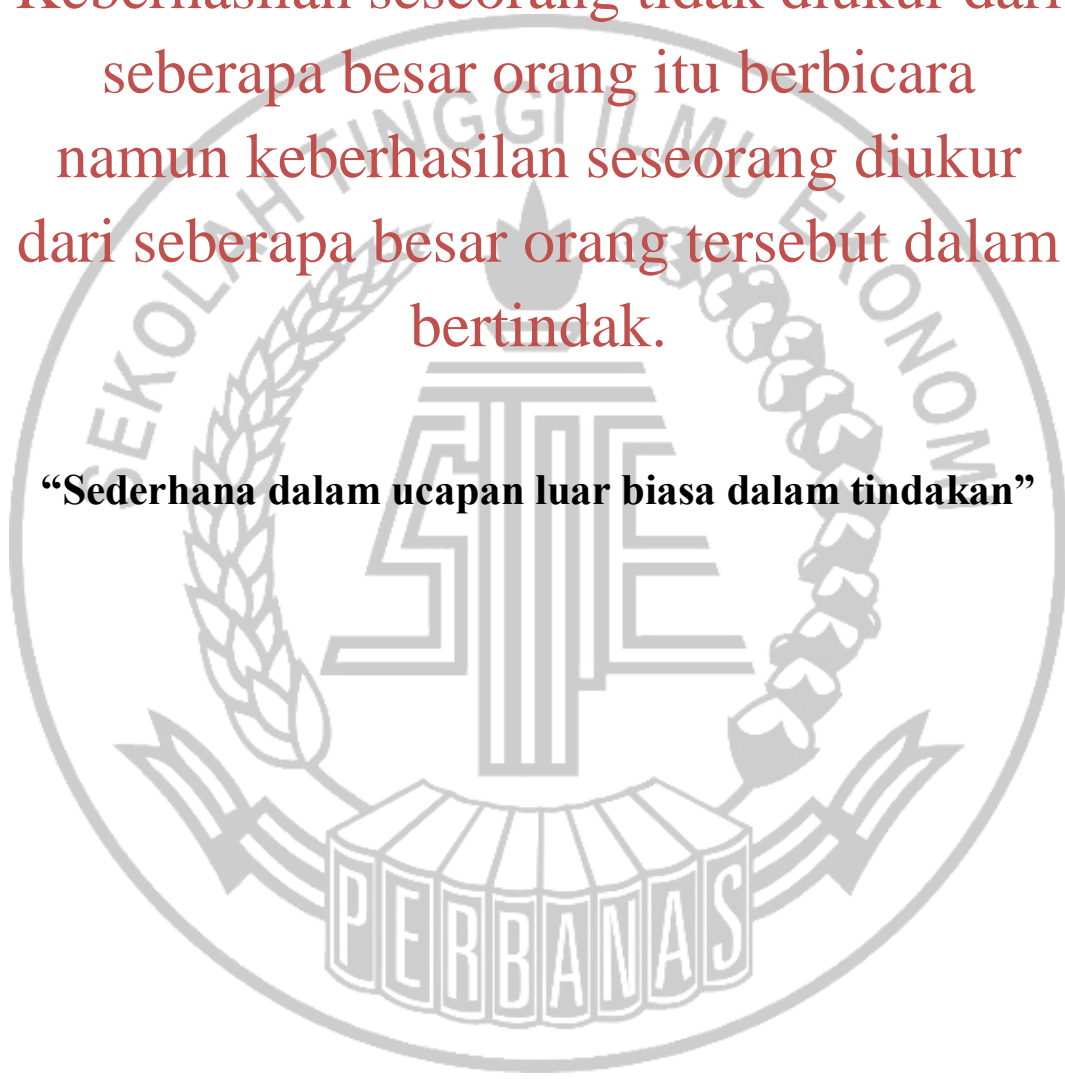 Keberhasilan seseorang tidak diukur dari
seberapa besar orang itu berbicara
namun keberhasilan seseorang diukur
dari seberapa besar orang tersebut dalam
bertindak.
“Sederhana dalam ucapan luar biasa dalam tindakan”
SEKOLAH TINGGI ILMU EKONOMI
STIE
PERBANAS